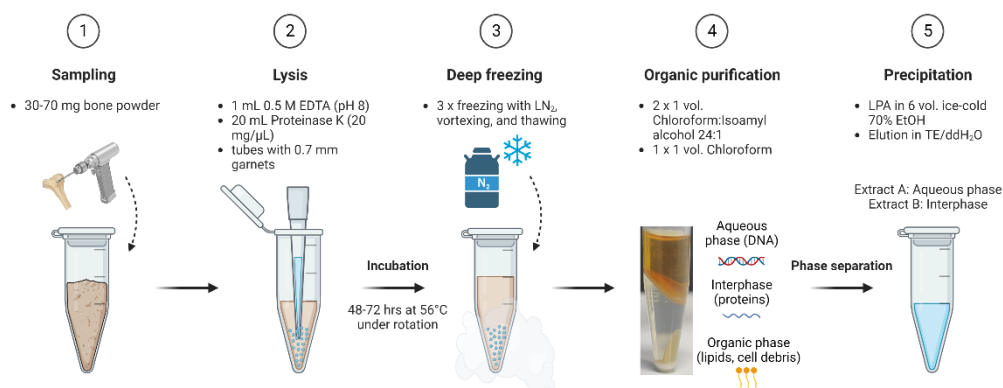 1
Sampling
• 30-70 mg bone powder
2
Lysis
• 1 mL 0.5 M EDTA (pH 8)
• 20 mL Proteinase K (20
mg/µL)
• tubes with 0.7 mm
garnets
Incubation
48-72 hrs at 56°C
under rotation
3
Deep freezing
• 3 x freezing with LN₂,
vortexing, and thawing
N₂
4
Organic purification
• 2 x 1 vol.
Chloroform:Isoamyl
alcohol 24:1
• 1 x 1 vol. Chloroform
Aqueous
phase (DNA)
Interphase
(proteins)
Organic phase
(lipids, cell debris)
Phase separation
5
Precipitation
• LPA in 6 vol. ice-cold
70% EtOH
• Elution in TE/ddH₂O
Extract A: Aqueous phase
Extract B: Interphase